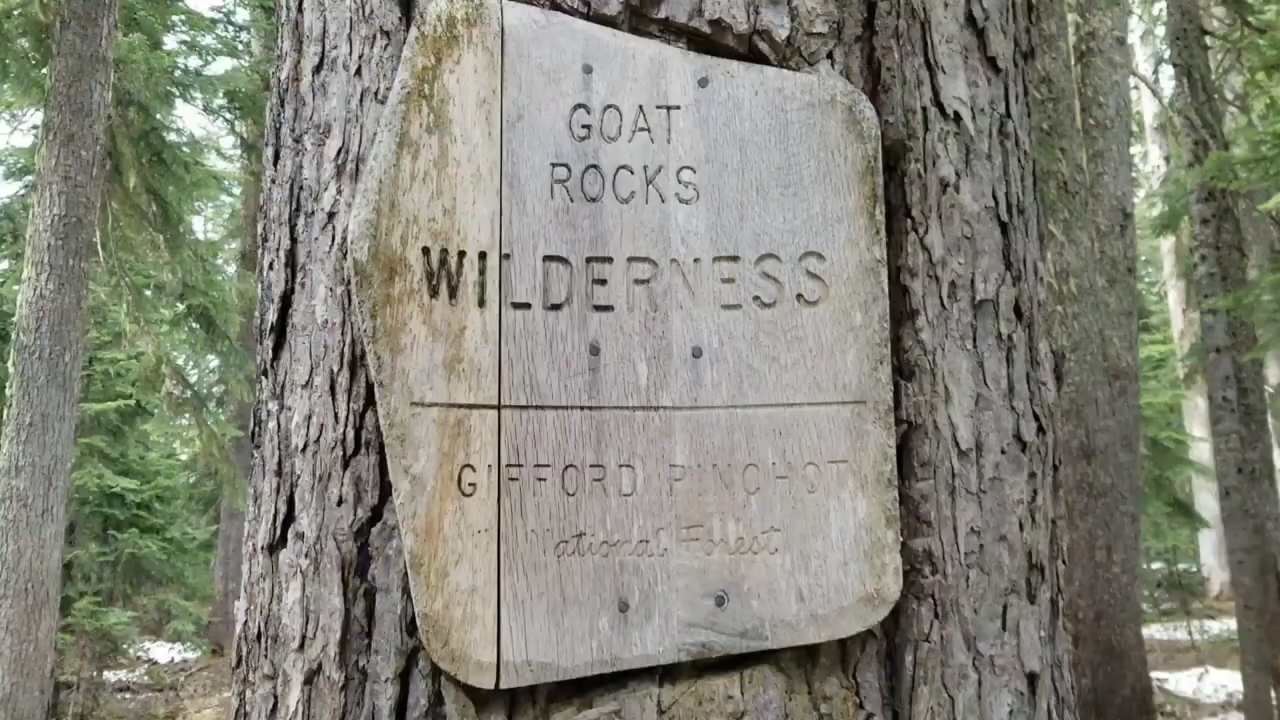 GOAT
ROCKS
WILDERNESS
GIFFORD PINCHOT
National Forest